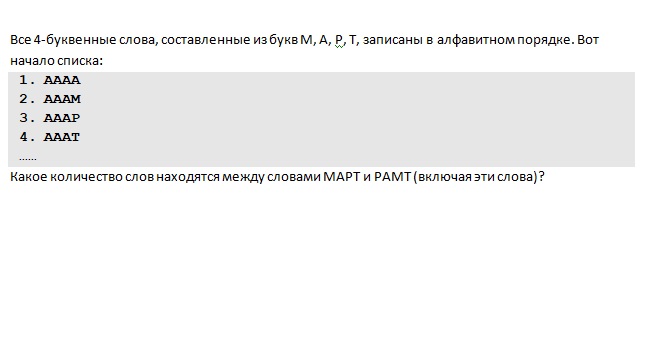 Все 4-буквенные слова, составленные из букв М, А, Р, Т, записаны в алфавитном порядке. Вот
начало списка:
1. АААА
2. АААМ
3. АААР
4. АААТ
......
Какое количество слов находятся между словами МАРТ и РАМТ (включая эти слова)?